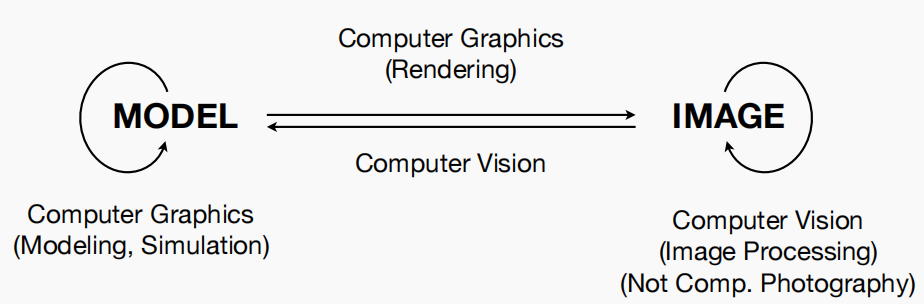 Computer Graphics
(Rendering)
MODEL
IMAGE
Computer Vision
Computer Graphics
(Modeling, Simulation)
Computer Vision
(Image Processing)
(Not Comp. Photography)